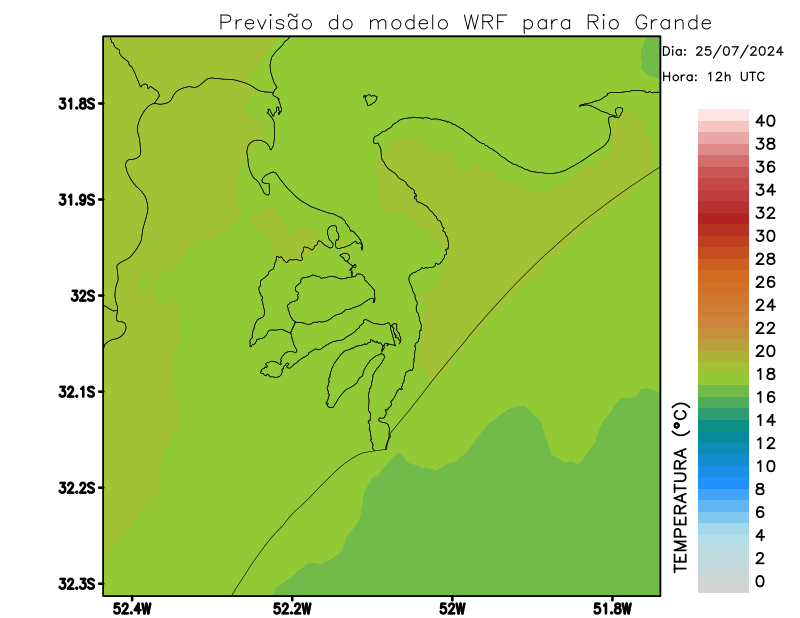 Previsão do modelo WRF para Rio Grande
Dia: 25/07/2024
Hora: 12h UTC
31.8S
31.9S
32S
32.1S
32.2S
32.3S
52.4W
52.2W
52W
51.8W
TEMPERATURA (°C)
40
38
36
34
32
30
28
26
24
22
20
18
16
14
12
10
8
6
4
2
0